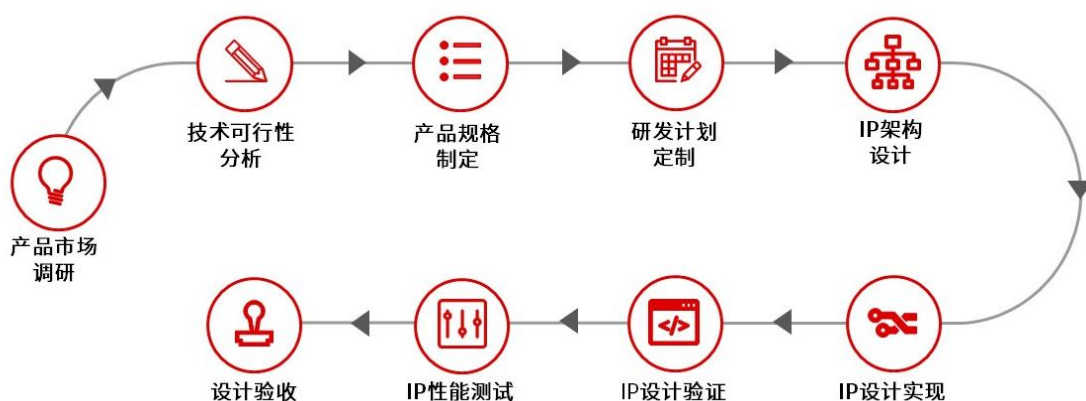 产品市场
调研
技术可行性
分析
产品规格
制定
研发计划
定制
IP架构
设计
IP设计实现
</>
IP设计验证
IP性能测试
设计验收